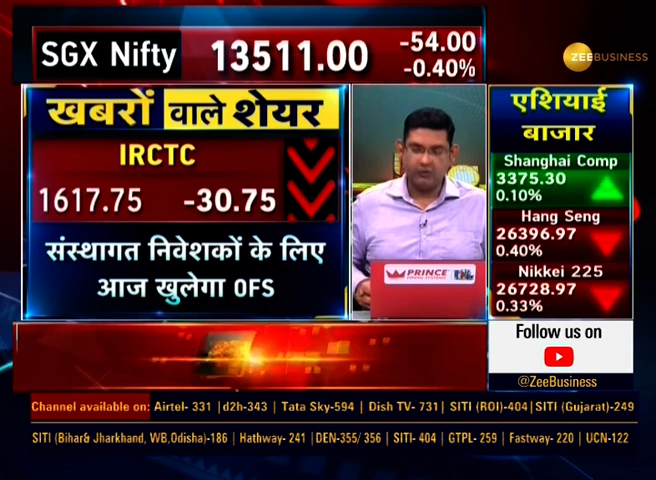 SGX Nifty 13511.00 -54.00
-0.40%
ZEEBUSINESS
खबरों वाले शेयर
IRCTC
1617.75 -30.75
संस्थागत निवेशकों के लिए
आज खुलेगा OFS
PRINCE
एशियाई
बाजार
Shanghai Comp
3375.30
0.10%
Hang Seng
26396.97
0.40%
Nikkei 225
26728.97
0.33%
Follow us on
@ZeeBusiness
Channel available on: Airtel- 331 |d2h-343 | Tata Sky-594 | Dish TV- 731| SITI (ROI)-404|SITI (Gujarat)-249
SITI (Bihar& Jharkhand, WB,Odisha)-186 | Hathway- 241 |DEN-355/ 356 | SITI- 404 | GTPL- 259 | Fastway- 220 | UCN-122